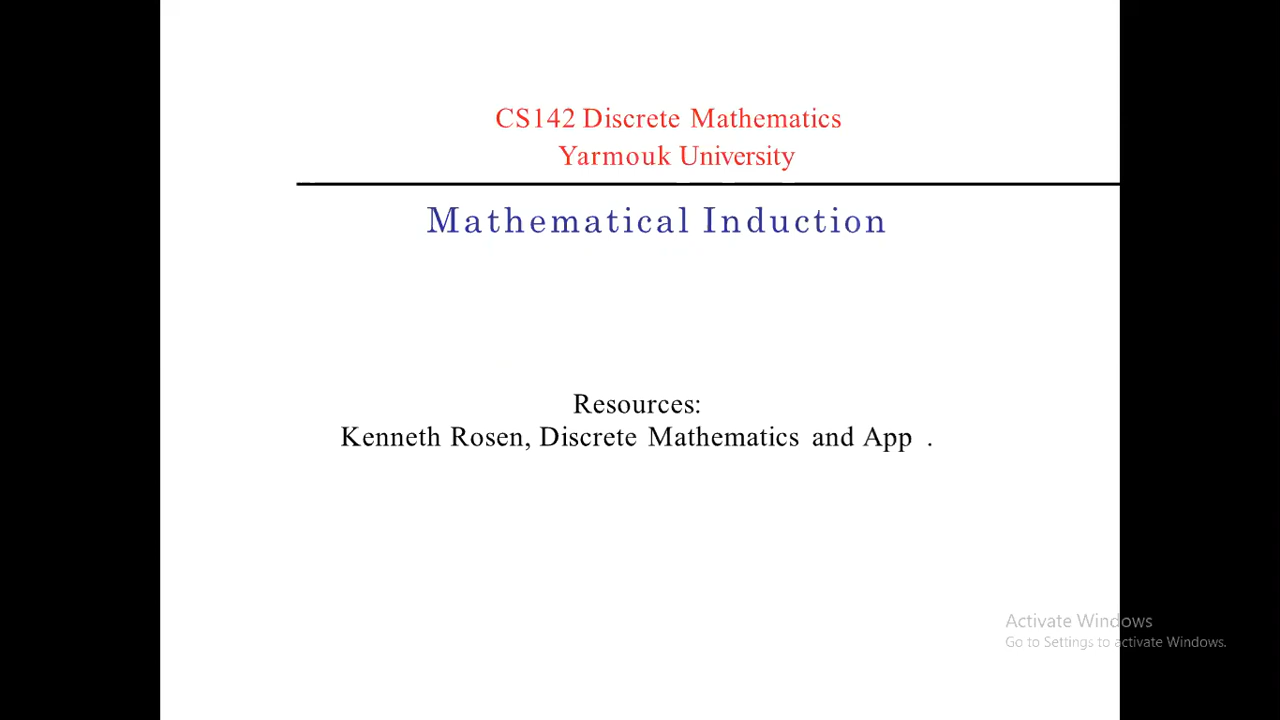 CS142 Discrete Mathematics
Yarmouk University
Mathematical Induction
Resources:
Kenneth Rosen, Discrete Mathematics and App .
Activate Windows
Go to Settings to activate Windows.